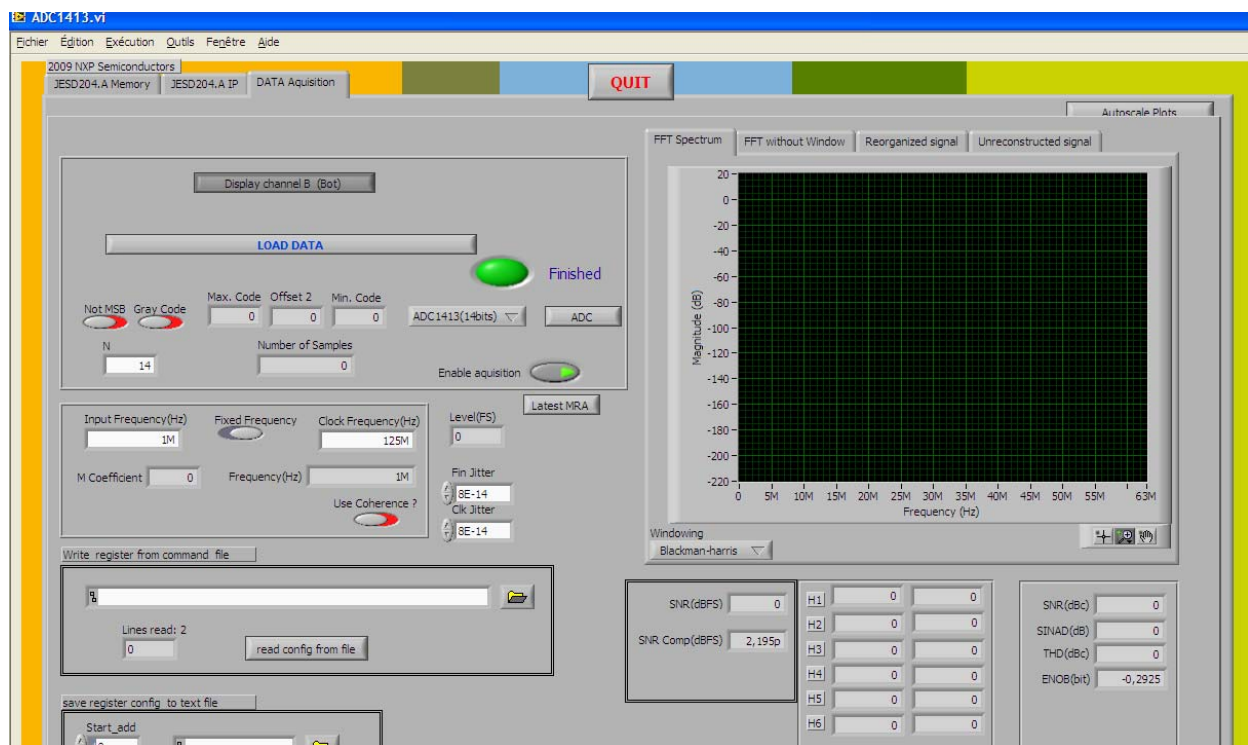 ADC1413.vi
Fichier Édition Exécution Outils Fenêtre Aide
2009 NXP Semiconductors
JESD204.A Memory JESD204.A IP DATA Aquisition
QUIT
Autoscale Plots
Display channel B (Bot)
LOAD DATA
Finished
Not MSB Gray Code Max. Code Offset 2 Min. Code
0 0 0 ADC1413(14bits) ADC
N Number of Samples
14 0
Enable aquisition
Latest MRA
Input Frequency(Hz) Fixed Frequency Clock Frequency(Hz) Level(FS)
1M 125M 0
M Coefficient 0 Frequency(Hz) 1M
Fin Jitter
8E-14
Use Coherence ?
Clk Jitter
8E-14
Write register from command file
Lines read: 2
0 read config from file
save register config to text file
Start_add
FFT Spectrum FFT without Window Reorganized signal Unreconstructed signal
Magnitude (dB)
20
0
-20
-40
-60
-80
-100
-120
-140
-160
-180
-200
-220
0 5M 10M 15M 20M 25M 30M 35M 40M 45M 50M 55M 63M
Frequency (Hz)
Windowing
Blackman-harris
SNR(dBFS) 0
SNR Comp(dBFS) 2,195p
H1 0 0
H2 0 0
H3 0 0
H4 0 0
H5 0 0
H6 0 0
SNR(dBc) 0
SINAD(dB) 0
THD(dBc) 0
ENOB(bit) -0,2925